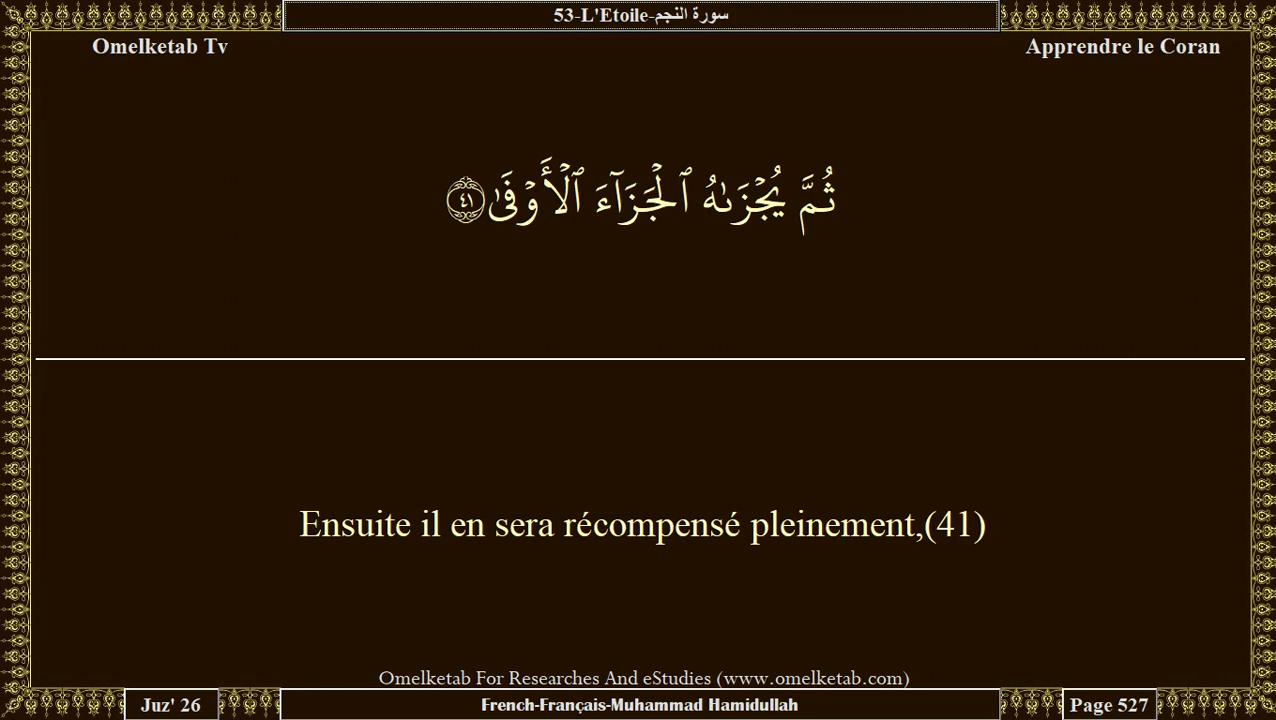 53-L'Etoile-سورة النجم
Omelketab Tv
Apprendre le Coran
ثُمَّ يُجْزَىٰهُ ٱلْجَزَآءَ ٱلْأَوْفَىٰ ٤١
Ensuite il en sera récompensé pleinement,(41)
Omelketab For Researches And eStudies (www.omelketab.com)
Juz' 26
French-Français-Muhammad Hamidullah
Page 527